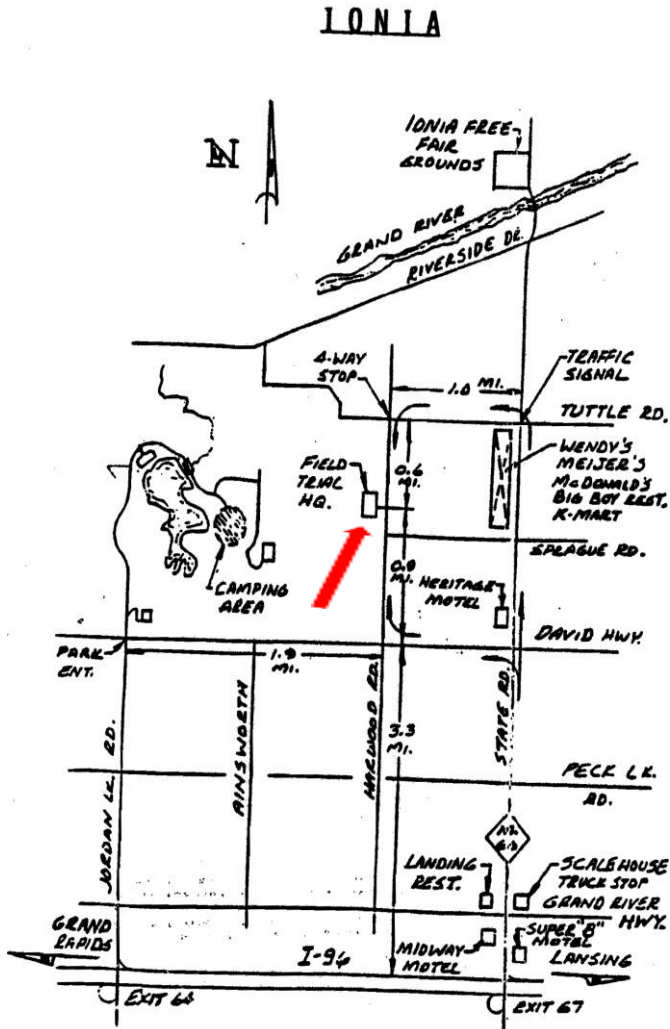 IONIA
IONIA FREE
FAIR
GROUNDS
N
GRAND RIVER
RIVERSIDE DR.
4-WAY
STOP
1.0 MI.
TRAFFIC
SIGNAL
TUTTLE RD.
FIELD
TRIAL
HQ.
0.6
MI.
WENDY'S
MEIJER'S
McDONALD'S
BIG BOY REST.
K-MART
SPRAGUE RD.
CAMPING
AREA
0.9
MI.
HERITAGE
MOTEL
DAVID HWY.
PARK
ENT.
1.9
MI.
JORDAN LK. RD.
AINSWORTH
HARWOOD RD.
3.3
MI.
STATE RD.
PECK LK.
RD.
LANDING
REST.
SCALEHOUSE
TRUCK STOP
GRAND RIVER
HWY.
GRAND
RAPIDS
I-96
MIDWAY
MOTEL
SUPER "8"
MOTEL
LANSING
EXIT 64
EXIT 67